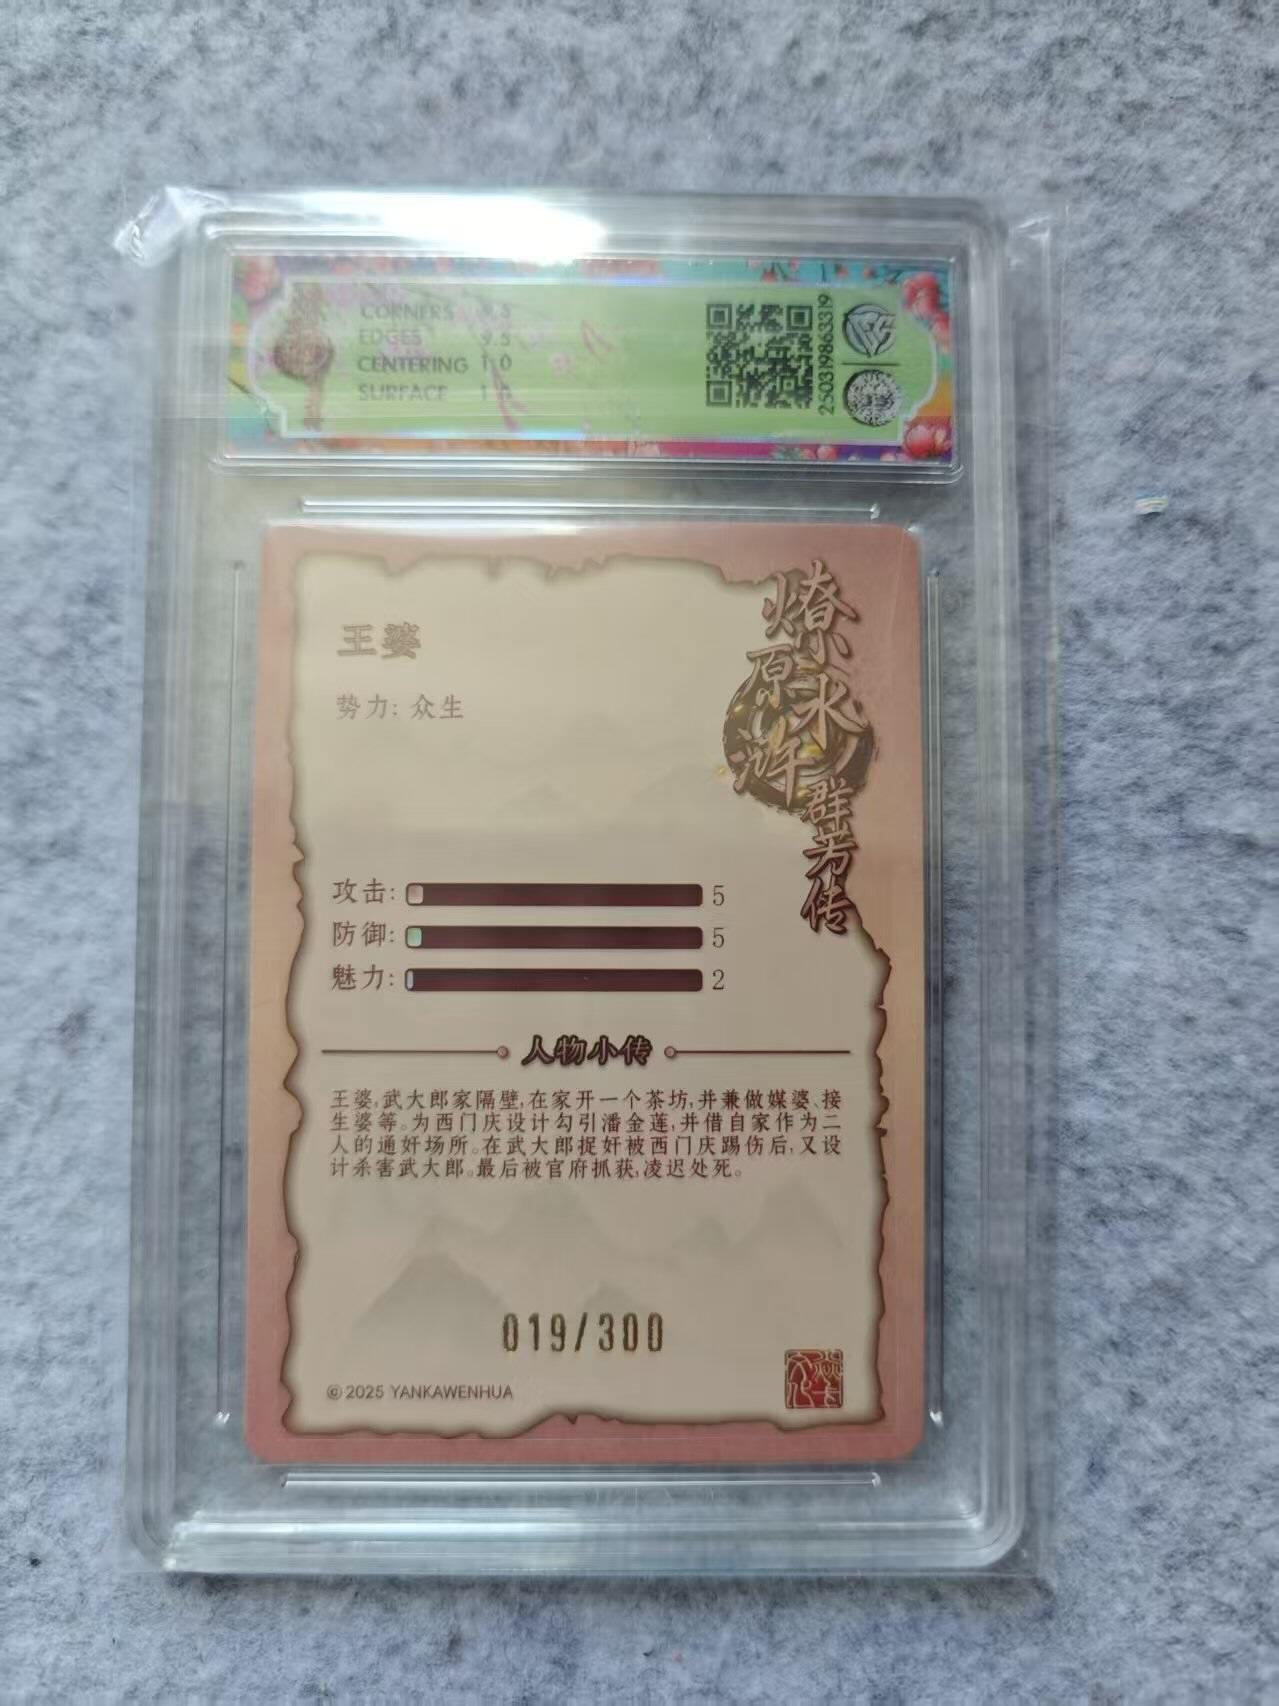 CORNERS 9.5
EDGES 9.5
CENTERING 10
SURFACE
250319863319
燎原水浒
群芳传
王婆
势力: 众生
攻击: 5
防御: 5
魅力: 2
人物小传
王婆,武大郎家隔壁,在家开一个茶坊,并兼做媒婆、接
生婆等。为西门庆设计勾引潘金莲,并借自家作为二
人的通奸场所。在武大郎捉奸被西门庆踢伤后,又设
计杀害武大郎。最后被官府抓获,凌迟处死。
019/300
©2025 YANKAWENHUA